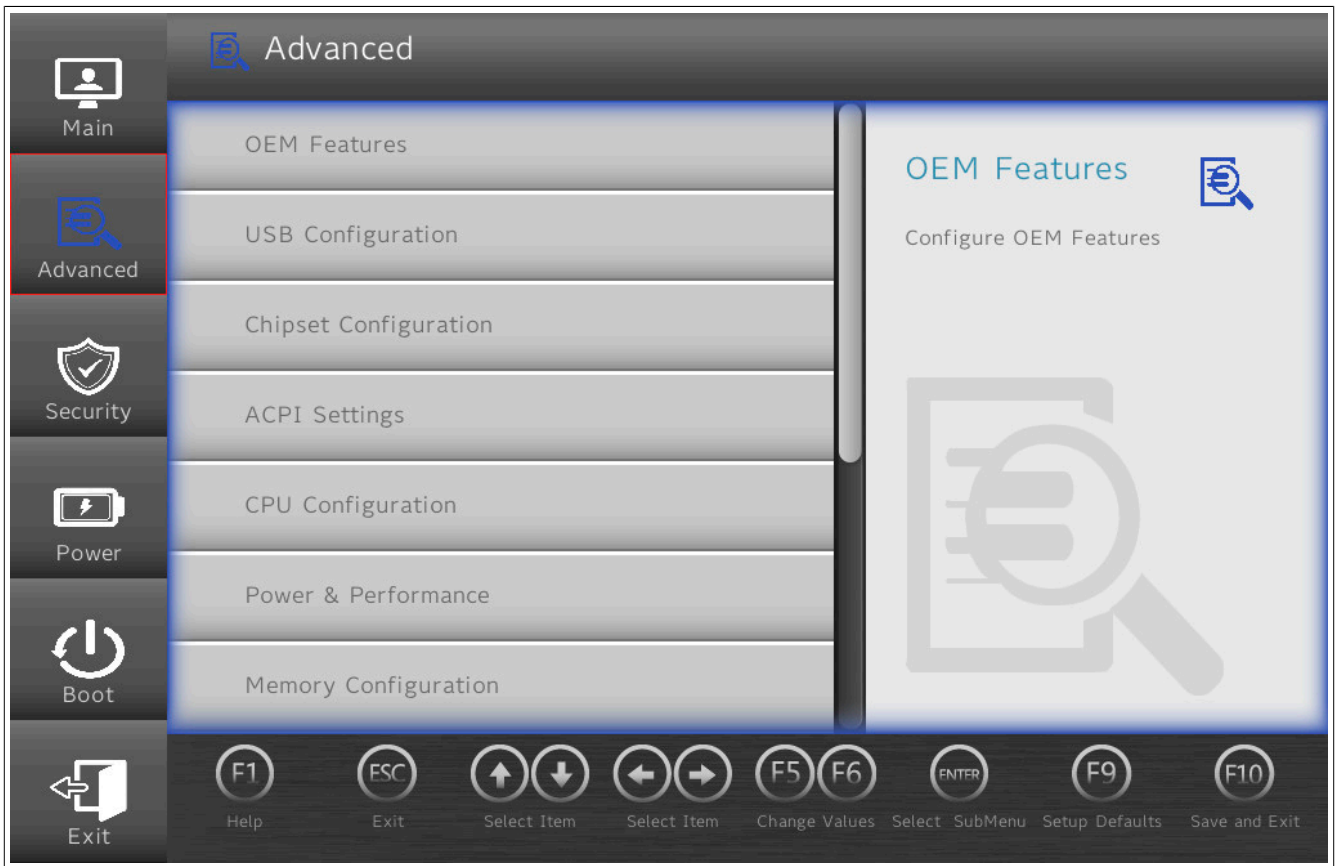 Advanced
Main
Advanced
Security
Power
Boot
Exit
OEM Features
USB Configuration
Chipset Configuration
ACPI Settings
CPU Configuration
Power & Performance
Memory Configuration
OEM Features
Configure OEM Features
F1 ESC F5 F6 ENTER F9 F10
Help Exit Select Item Select Item Change Values Select SubMenu Setup Defaults Save and Exit